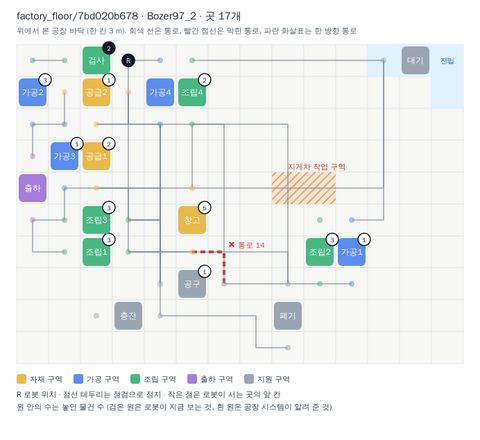 factory_floor/7bd020b678 · Bozer97_2 · 곳 17개
위에서 본 공장 바닥 (한 칸 3 m). 회색 선은 통로, 빨간 점선은 막힌 통로, 파란 화살표는 한 방향 통로
검사 2 R 대기 전입
가공2 3 공급2 1 가공4 조립4 2
가공3 1 공급1 2
지게차 작업 구역
출하
조립3 3 창고 5
조립1 3 ✖ 통로 14 조립2 3 가공1 1
공구 1
충전 폐기
자재 구역 가공 구역 조립 구역 출하 구역 지원 구역
R 로봇 위치 · 점선 테두리는 점검으로 정지 · 작은 점은 로봇이 서는 곳의 앞 칸
원 안의 수는 놓인 물건 수 (검은 원은 로봇이 지금 보는 것, 흰 원은 공장 시스템이 알려 준 것)